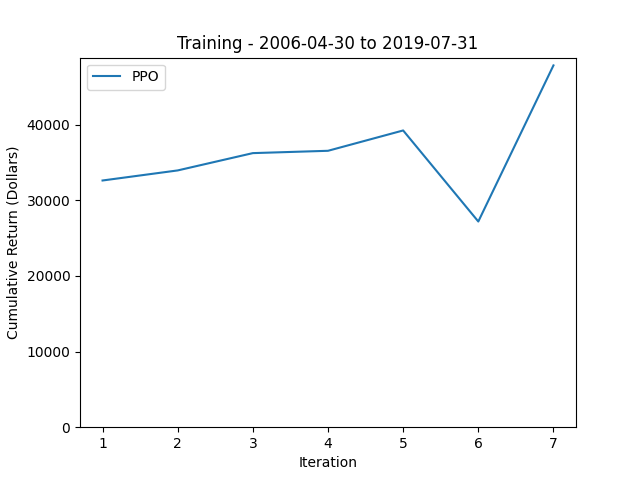 Training - 2006-04-30 to 2019-07-31
PPO
Cumulative Return (Dollars)
40000
30000
20000
10000
0
1 2 3 4 5 6 7
Iteration